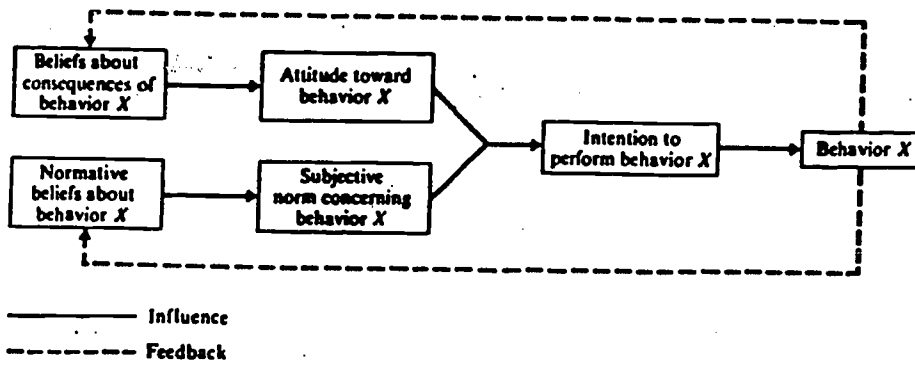 Beliefs about
consequences of
behavior X
Attitude toward
behavior X
Intention to
perform behavior X
Behavior X
Normative
beliefs about
behavior X
Subjective
norm concerning
behavior X
Influence
Feedback